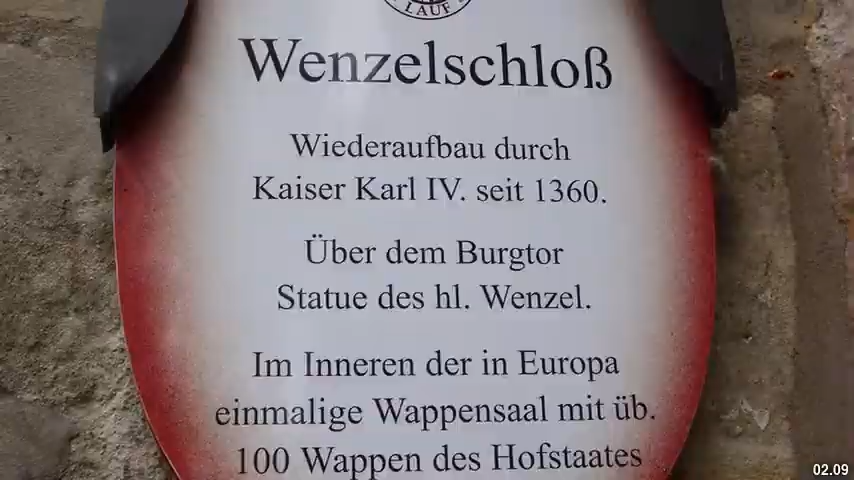 LAUF
Wenzelschloß
Wiederaufbau durch
Kaiser Karl IV. seit 1360.
Über dem Burgtor
Statue des hl. Wenzel.
Im Inneren der in Europa
einmalige Wappensaal mit üb.
100 Wappen des Hofstaates
02.09